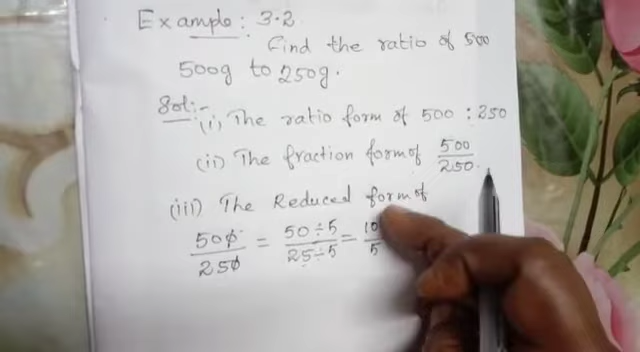 Example: 3.2
Find the ratio of 500
500g to 250g.
Sol:-
(i) The ratio form of 500 : 250
(ii) The fraction form of 500/250.
(iii) The Reduced form of
500/250 = 50÷5/25÷5 = 10/5